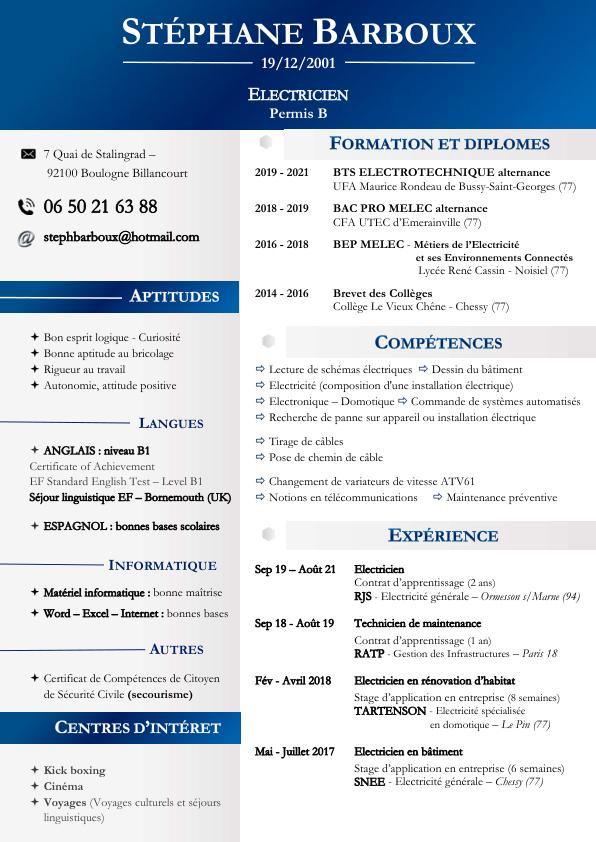 STÉPHANE BARBOUX
19/12/2001
ELECTRICIEN
Permis B
7 Quai de Stalingrad –
92100 Boulogne Billancourt
06 50 21 63 88
stephbarboux@hotmail.com
APTITUDES
Bon esprit logique - Curiosité
Bonne aptitude au bricolage
Rigueur au travail
Autonomie, attitude positive
LANGUES
ANGLAIS : niveau B1
Certificate of Achievement
EF Standard English Test – Level B1
Séjour linguistique EF – Bornemouth (UK)
ESPAGNOL : bonnes bases scolaires
INFORMATIQUE
Matériel informatique : bonne maîtrise
Word – Excel – Internet : bonnes bases
AUTRES
Certificat de Compétences de Citoyen
de Sécurité Civile (secourisme)
CENTRES D'INTÉRET
Kick boxing
Cinéma
Voyages (Voyages culturels et séjours
linguistiques)
FORMATION ET DIPLOMES
2019 - 2021 BTS ELECTROTECHNIQUE alternance
UFA Maurice Rondeau de Bussy-Saint-Georges (77)
2018 - 2019 BAC PRO MELEC alternance
CFA UTEC d'Emerainville (77)
2016 - 2018 BEP MELEC - Métiers de l'Electricité
et ses Environnements Connectés
Lycée René Cassin - Noisiel (77)
2014 - 2016 Brevet des Collèges
Collège Le Vieux Chêne - Chessy (77)
COMPÉTENCES
Lecture de schémas électriques Dessin du bâtiment
Electricité (composition d'une installation électrique)
Electronique – Domotique Commande de systèmes automatisés
Recherche de panne sur appareil ou installation électrique
Tirage de câbles
Pose de chemin de câble
Changement de variateurs de vitesse ATV61
Notions en télécommunications Maintenance préventive
EXPÉRIENCE
Sep 19 – Août 21 Electricien
Contrat d'apprentissage (2 ans)
RJS - Electricité générale – Ormesson s/Marne (94)
Sep 18 - Août 19 Technicien de maintenance
Contrat d'apprentissage (1 an)
RATP - Gestion des Infrastructures – Paris 18
Fév - Avril 2018 Electricien en rénovation d'habitat
Stage d'application en entreprise (8 semaines)
TARTENSON - Electricité spécialisée
en domotique – Le Pin (77)
Mai - Juillet 2017 Electricien en bâtiment
Stage d'application en entreprise (6 semaines)
SNEE - Electricité générale – Chessy (77)